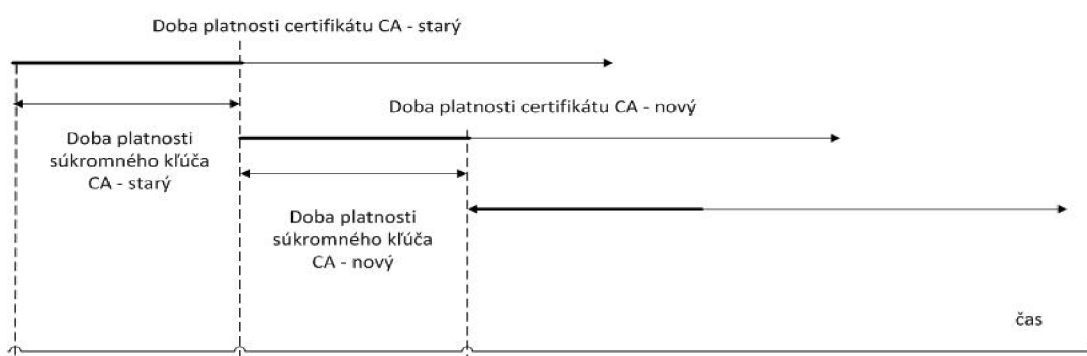 Doba platnosti certifikátu CA - starý
Doba platnosti certifikátu CA - nový
Doba platnosti
súkromného kľúča
CA - starý
Doba platnosti
súkromného kľúča
CA - nový
čas